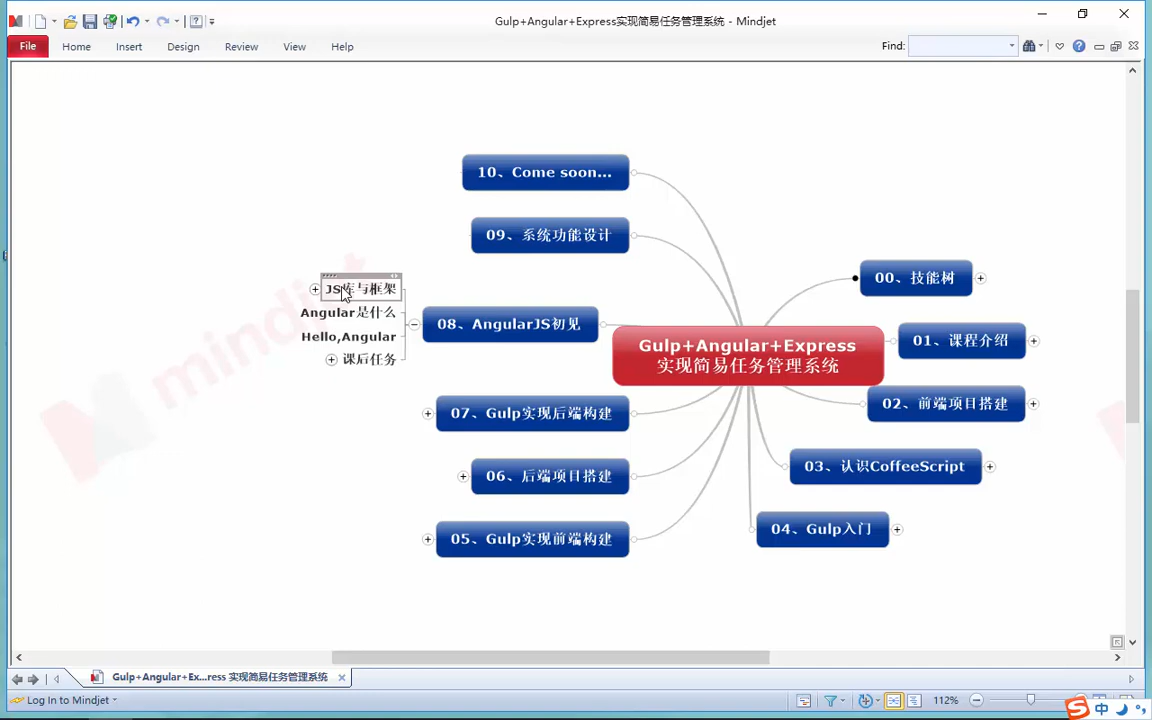 Gulp+Angular+Express实现简易任务管理系统 - Mindjet
File Home Insert Design Review View Help Find:
10、Come soon...
09、系统功能设计
JS库与框架
Angular是什么
Hello,Angular
课后任务
08、AngularJS初见
07、Gulp实现后端构建
06、后端项目搭建
05、Gulp实现前端构建
Gulp+Angular+Express
实现简易任务管理系统
00、技能树
01、课程介绍
02、前端项目搭建
03、认识CoffeeScript
04、Gulp入门
mindjet
Gulp+Angular+Ex...ress 实现简易任务管理系统
Log In to Mindjet
112%
中